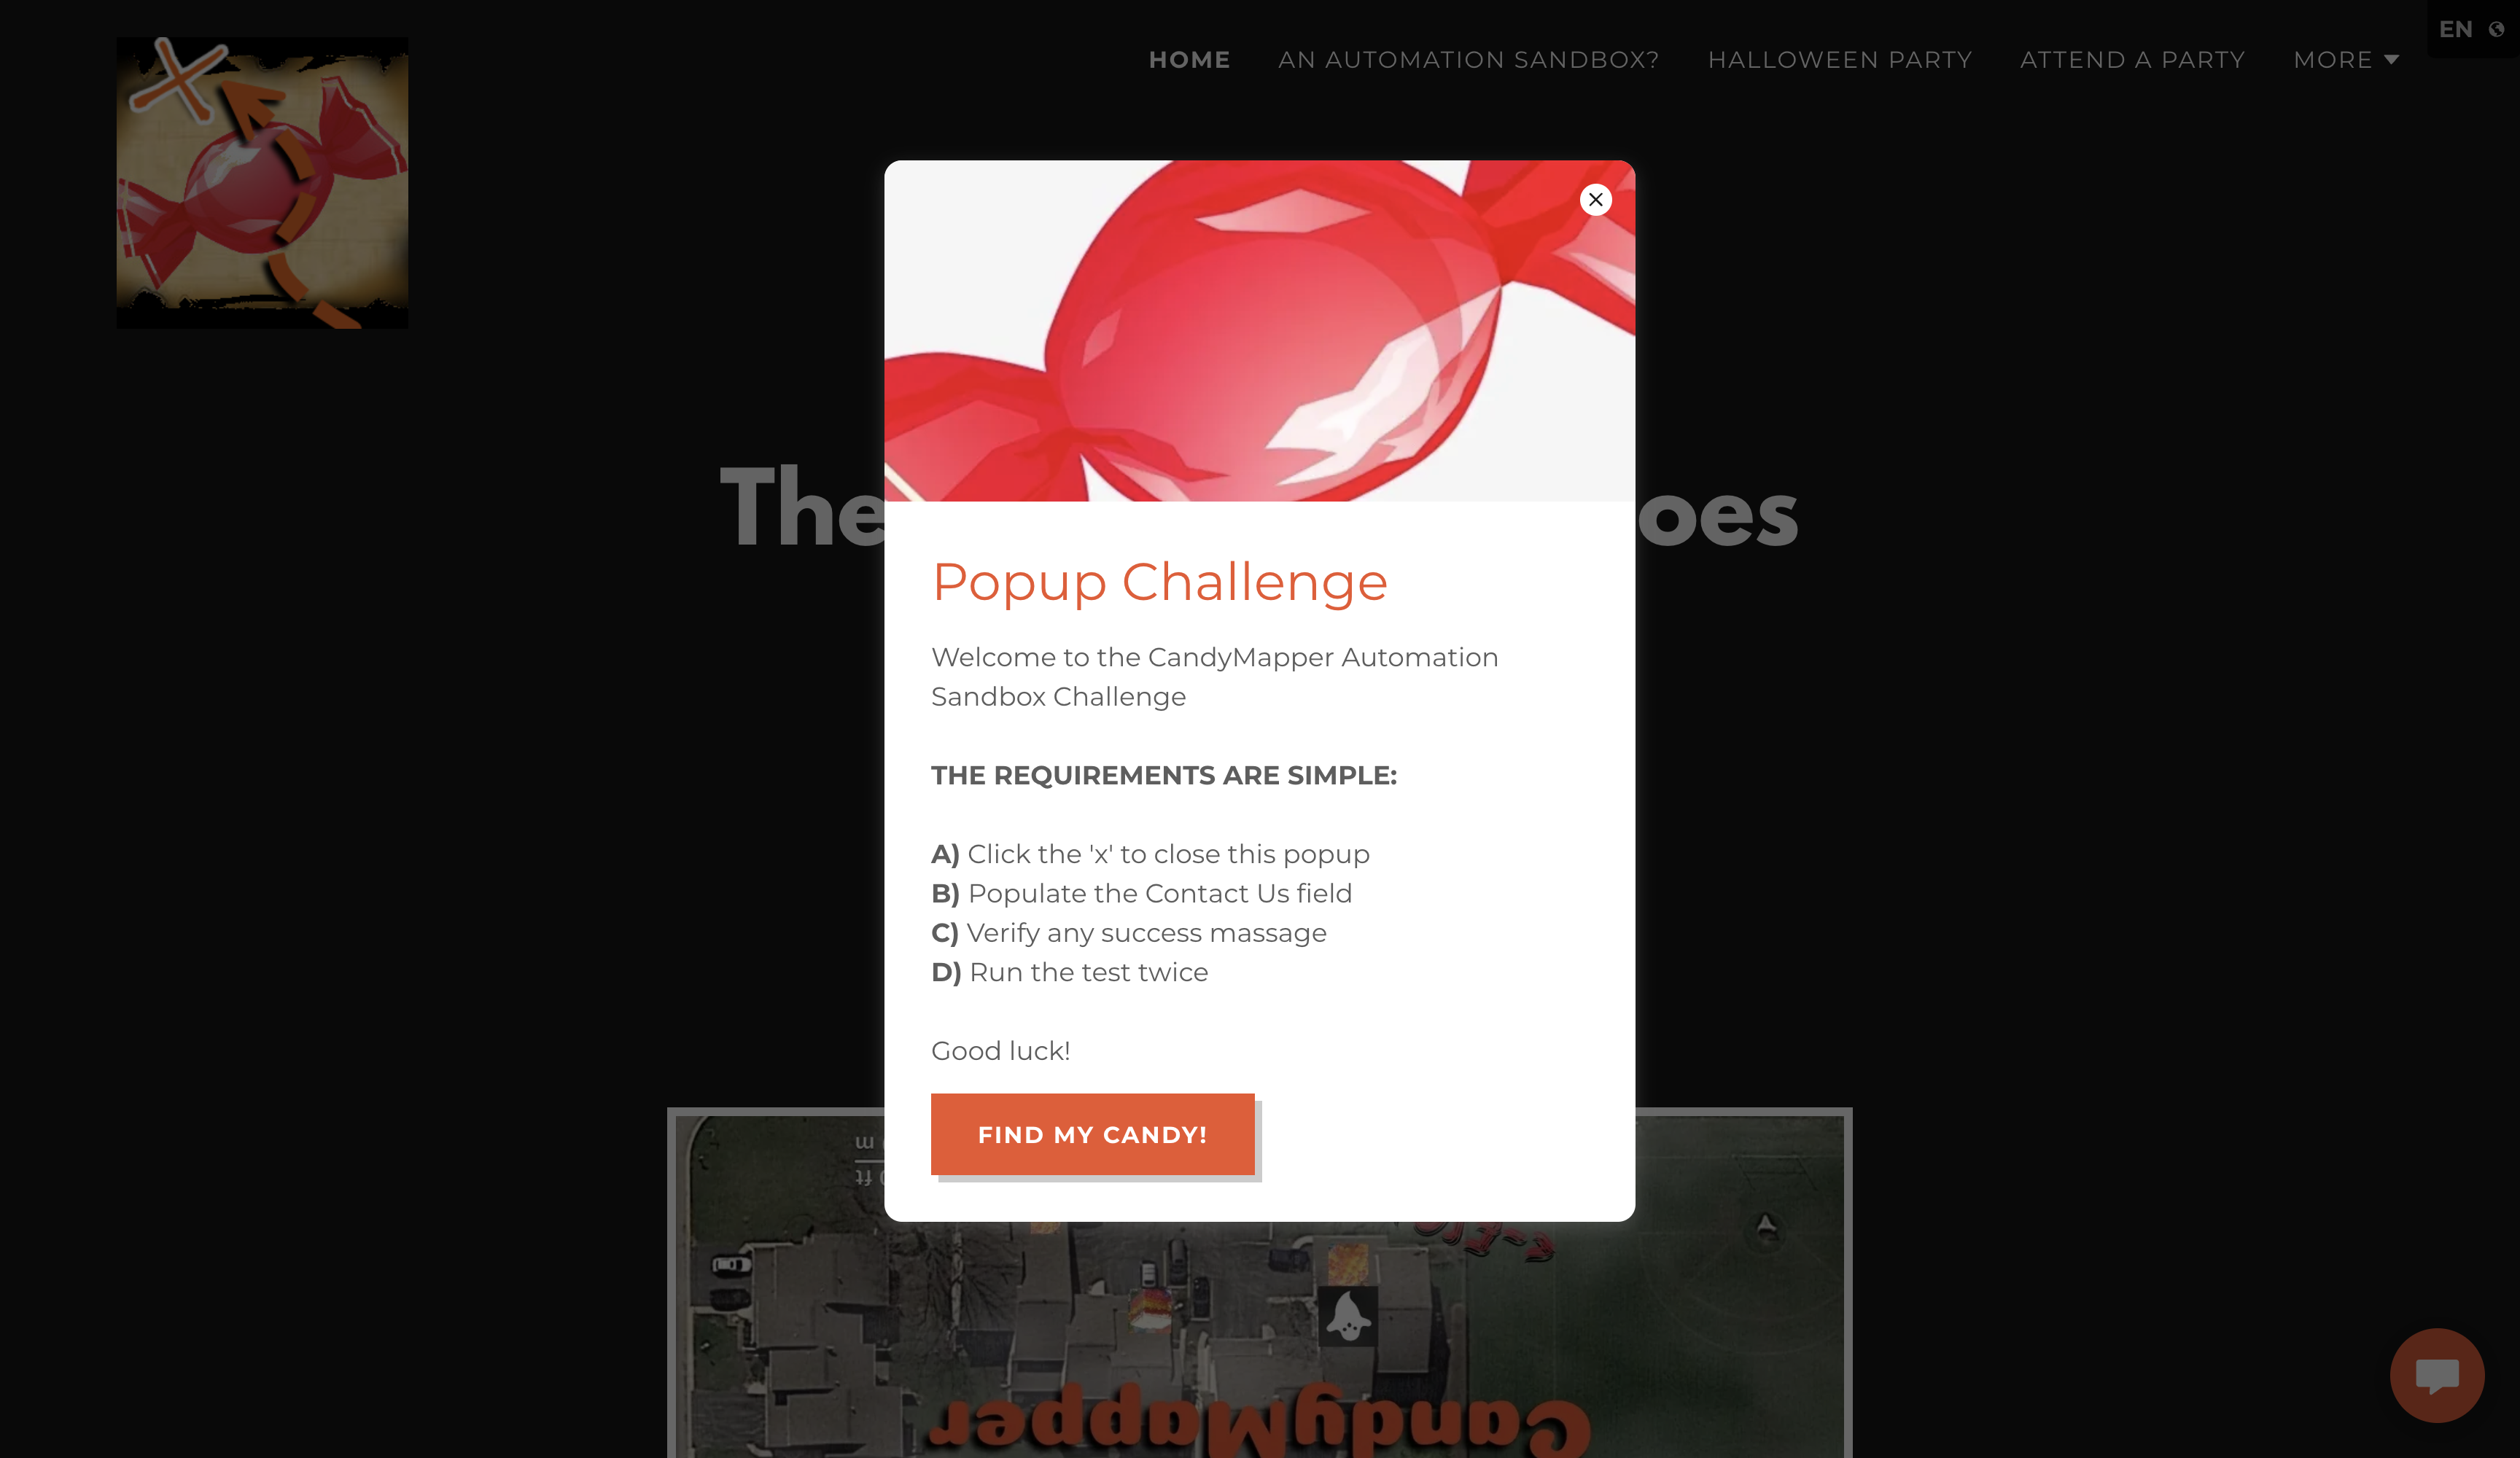 HOME AN AUTOMATION SANDBOX? HALLOWEEN PARTY ATTEND A PARTY MORE EN
The oes
Popup Challenge
Welcome to the CandyMapper Automation
Sandbox Challenge
THE REQUIREMENTS ARE SIMPLE:
A) Click the 'x' to close this popup
B) Populate the Contact Us field
C) Verify any success massage
D) Run the test twice
Good luck!
FIND MY CANDY!
CandyMapper